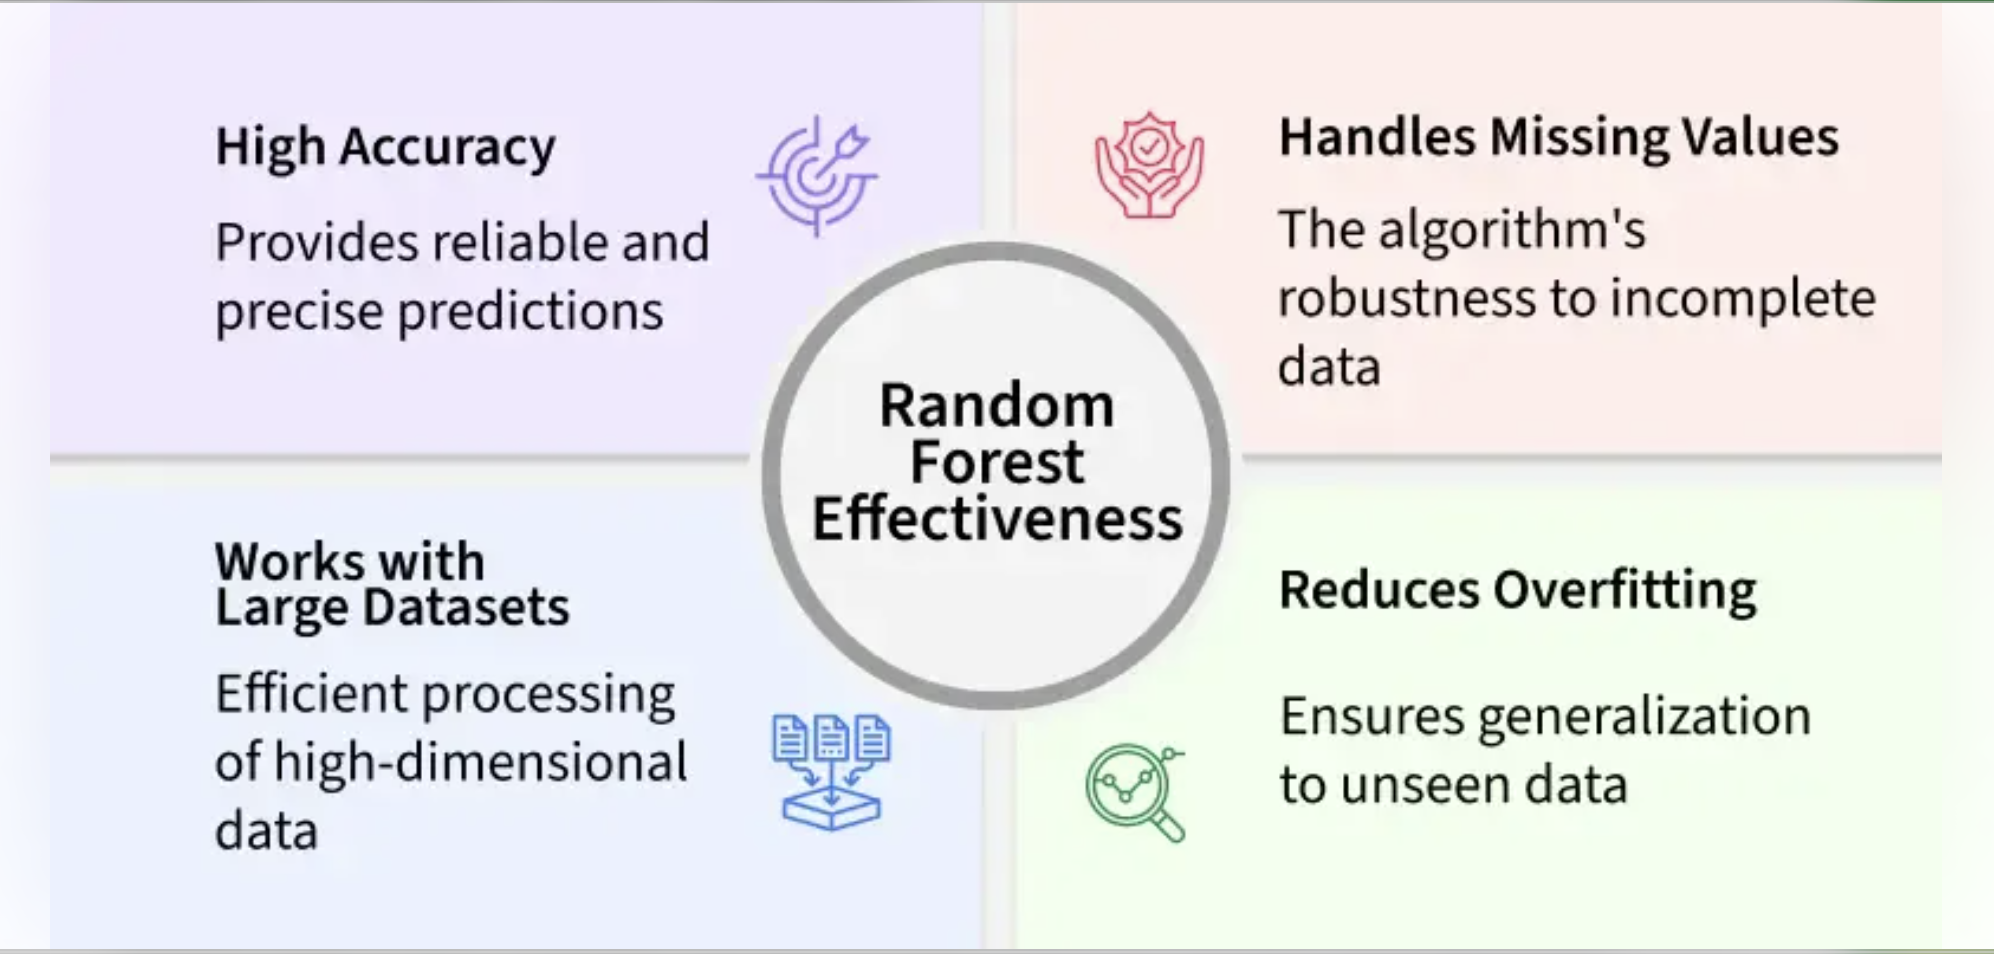 High Accuracy
Provides reliable and
precise predictions
Handles Missing Values
The algorithm's
robustness to incomplete
data
Random
Forest
Effectiveness
Works with
Large Datasets
Efficient processing
of high-dimensional
data
Reduces Overfitting
Ensures generalization
to unseen data